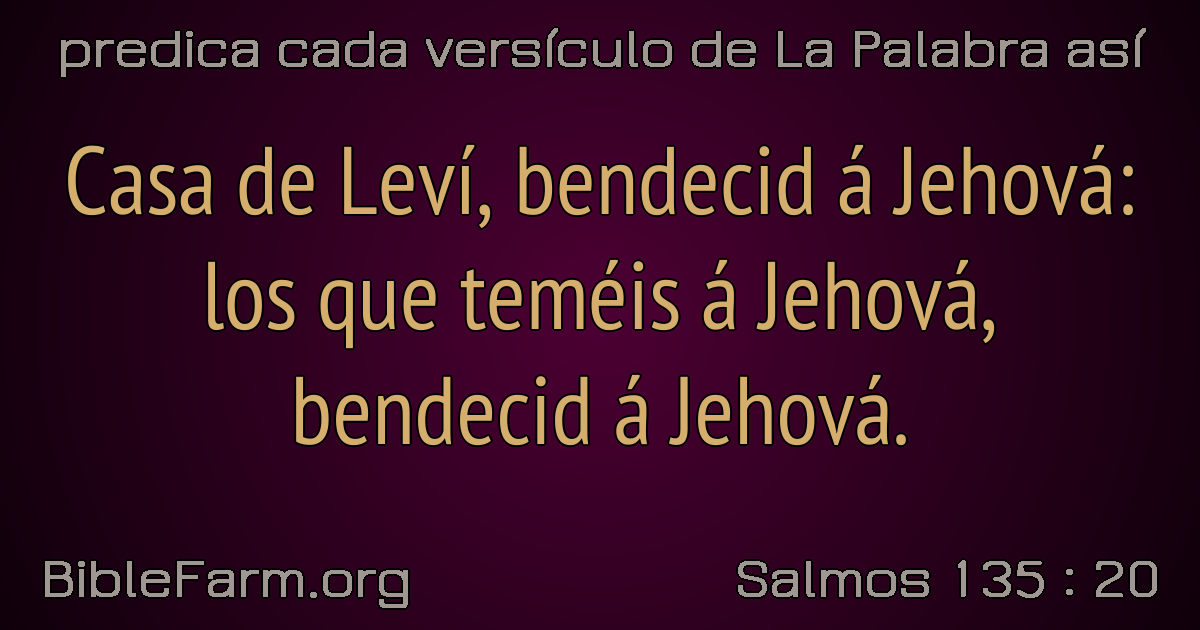 predica cada versículo de La Palabra así
Casa de Leví, bendecid á Jehová:
los que teméis á Jehová,
bendecid á Jehová.
BibleFarm.org
Salmos 135 : 20